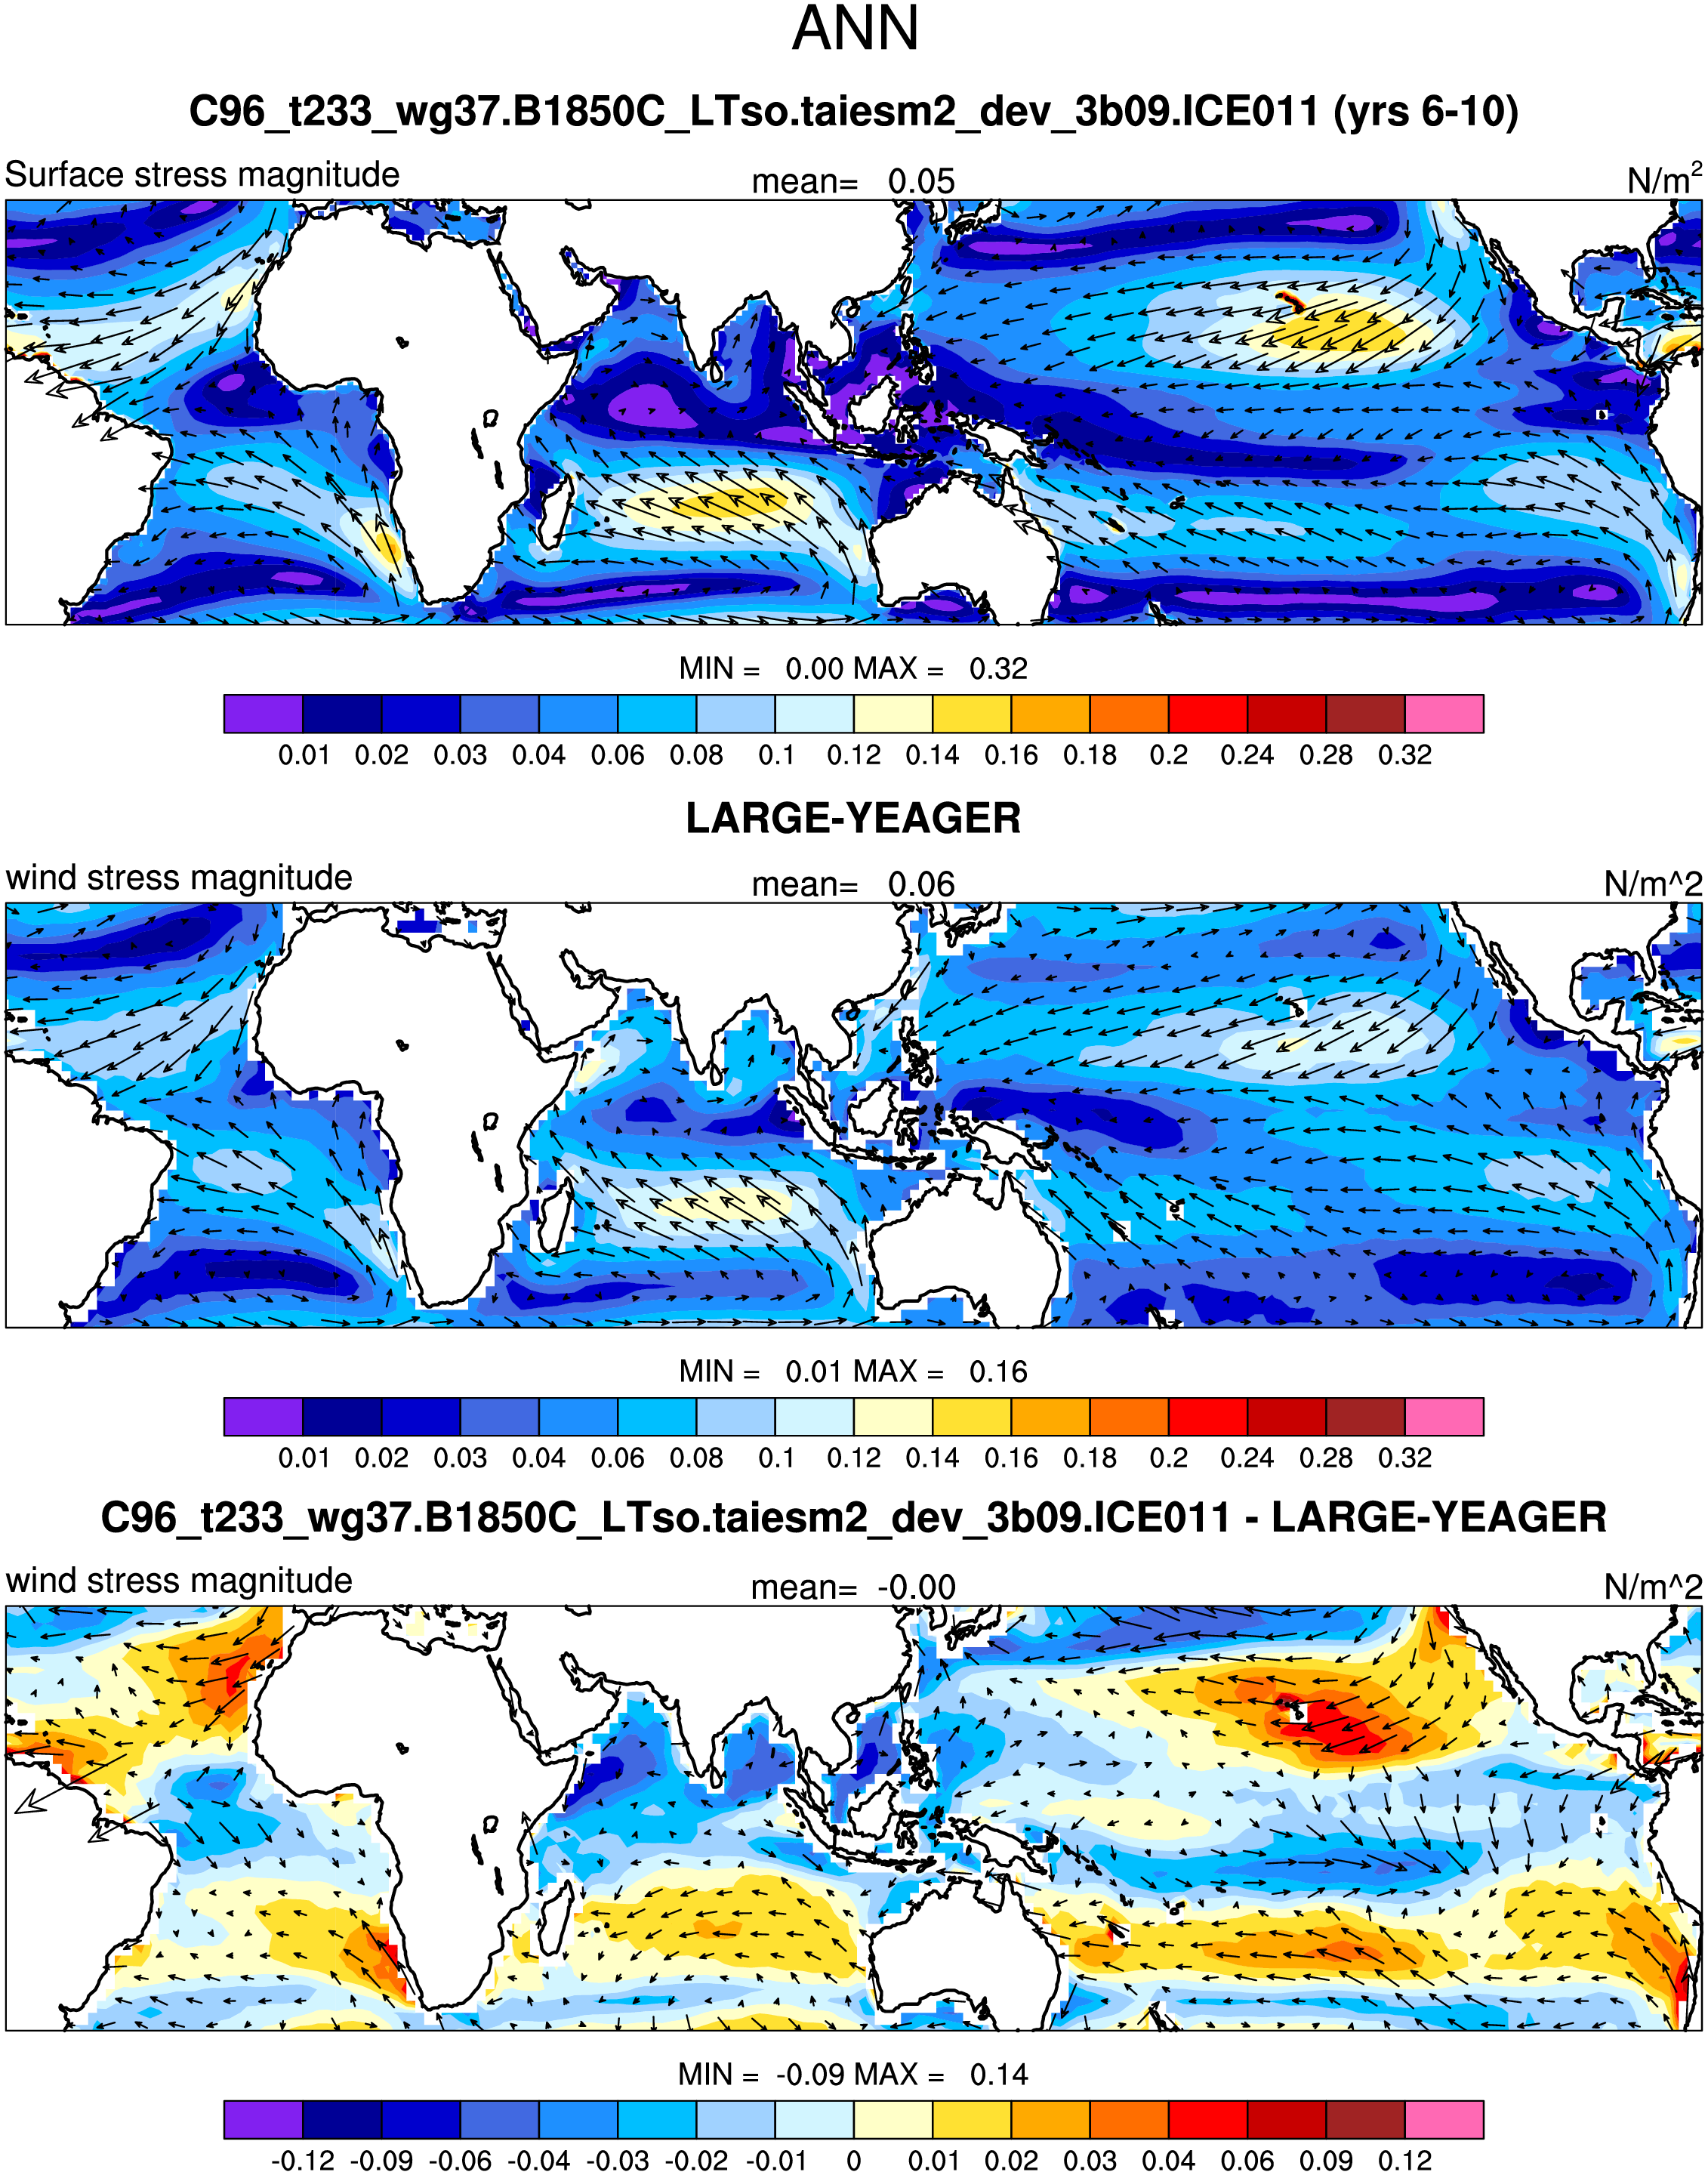 ANN
C96_t233_wg37.B1850C_LTso.taiesm2_dev_3b09.ICE011 (yrs 6-10)
Surface stress magnitude mean= 0.05 N/m²
MIN = 0.00 MAX = 0.32
0.01 0.02 0.03 0.04 0.06 0.08 0.1 0.12 0.14 0.16 0.18 0.2 0.24 0.28 0.32
LARGE-YEAGER
wind stress magnitude mean= 0.06 N/m^2
MIN = 0.01 MAX = 0.16
0.01 0.02 0.03 0.04 0.06 0.08 0.1 0.12 0.14 0.16 0.18 0.2 0.24 0.28 0.32
C96_t233_wg37.B1850C_LTso.taiesm2_dev_3b09.ICE011 - LARGE-YEAGER
wind stress magnitude mean= -0.00 N/m^2
MIN = -0.09 MAX = 0.14
-0.12 -0.09 -0.06 -0.04 -0.03 -0.02 -0.01 0 0.01 0.02 0.03 0.04 0.06 0.09 0.12